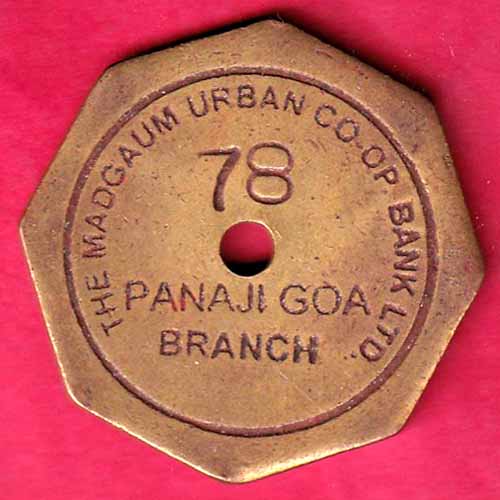 THE MADGAUM URBAN CO-OP BANK LTD.
78
PANAJI GOA
BRANCH